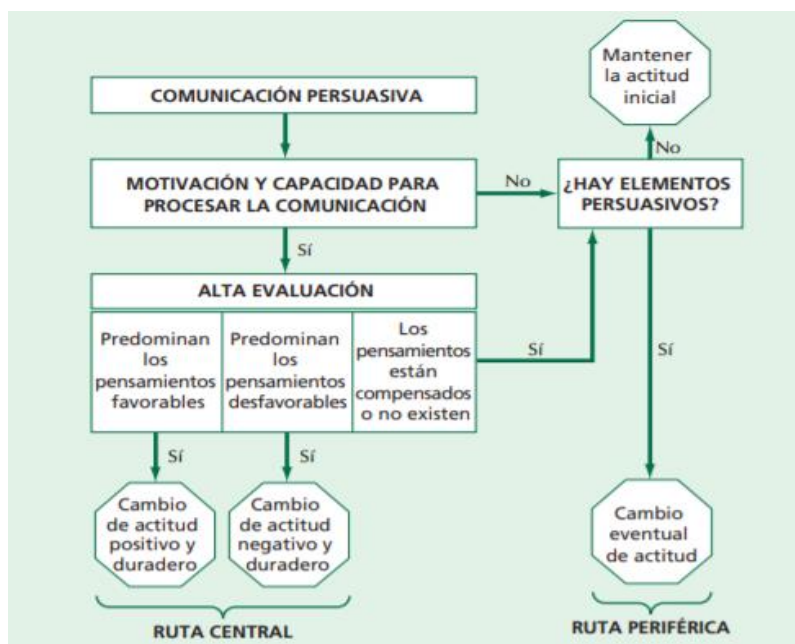 Mantener
la actitud
inicial
COMUNICACIÓN PERSUASIVA
No
MOTIVACIÓN Y CAPACIDAD PARA
PROCESAR LA COMUNICACIÓN
No
¿HAY ELEMENTOS
PERSUASIVOS?
Sí
ALTA EVALUACIÓN
Predominan
los
pensamientos
favorables
Predominan
los
pensamientos
desfavorables
Los
pensamientos
están
compensados
o no existen
Sí
Sí
Sí
Sí
Cambio
de actitud
positivo y
duradero
Cambio
de actitud
negativo y
duradero
Cambio
eventual
de actitud
RUTA CENTRAL
RUTA PERIFÉRICA